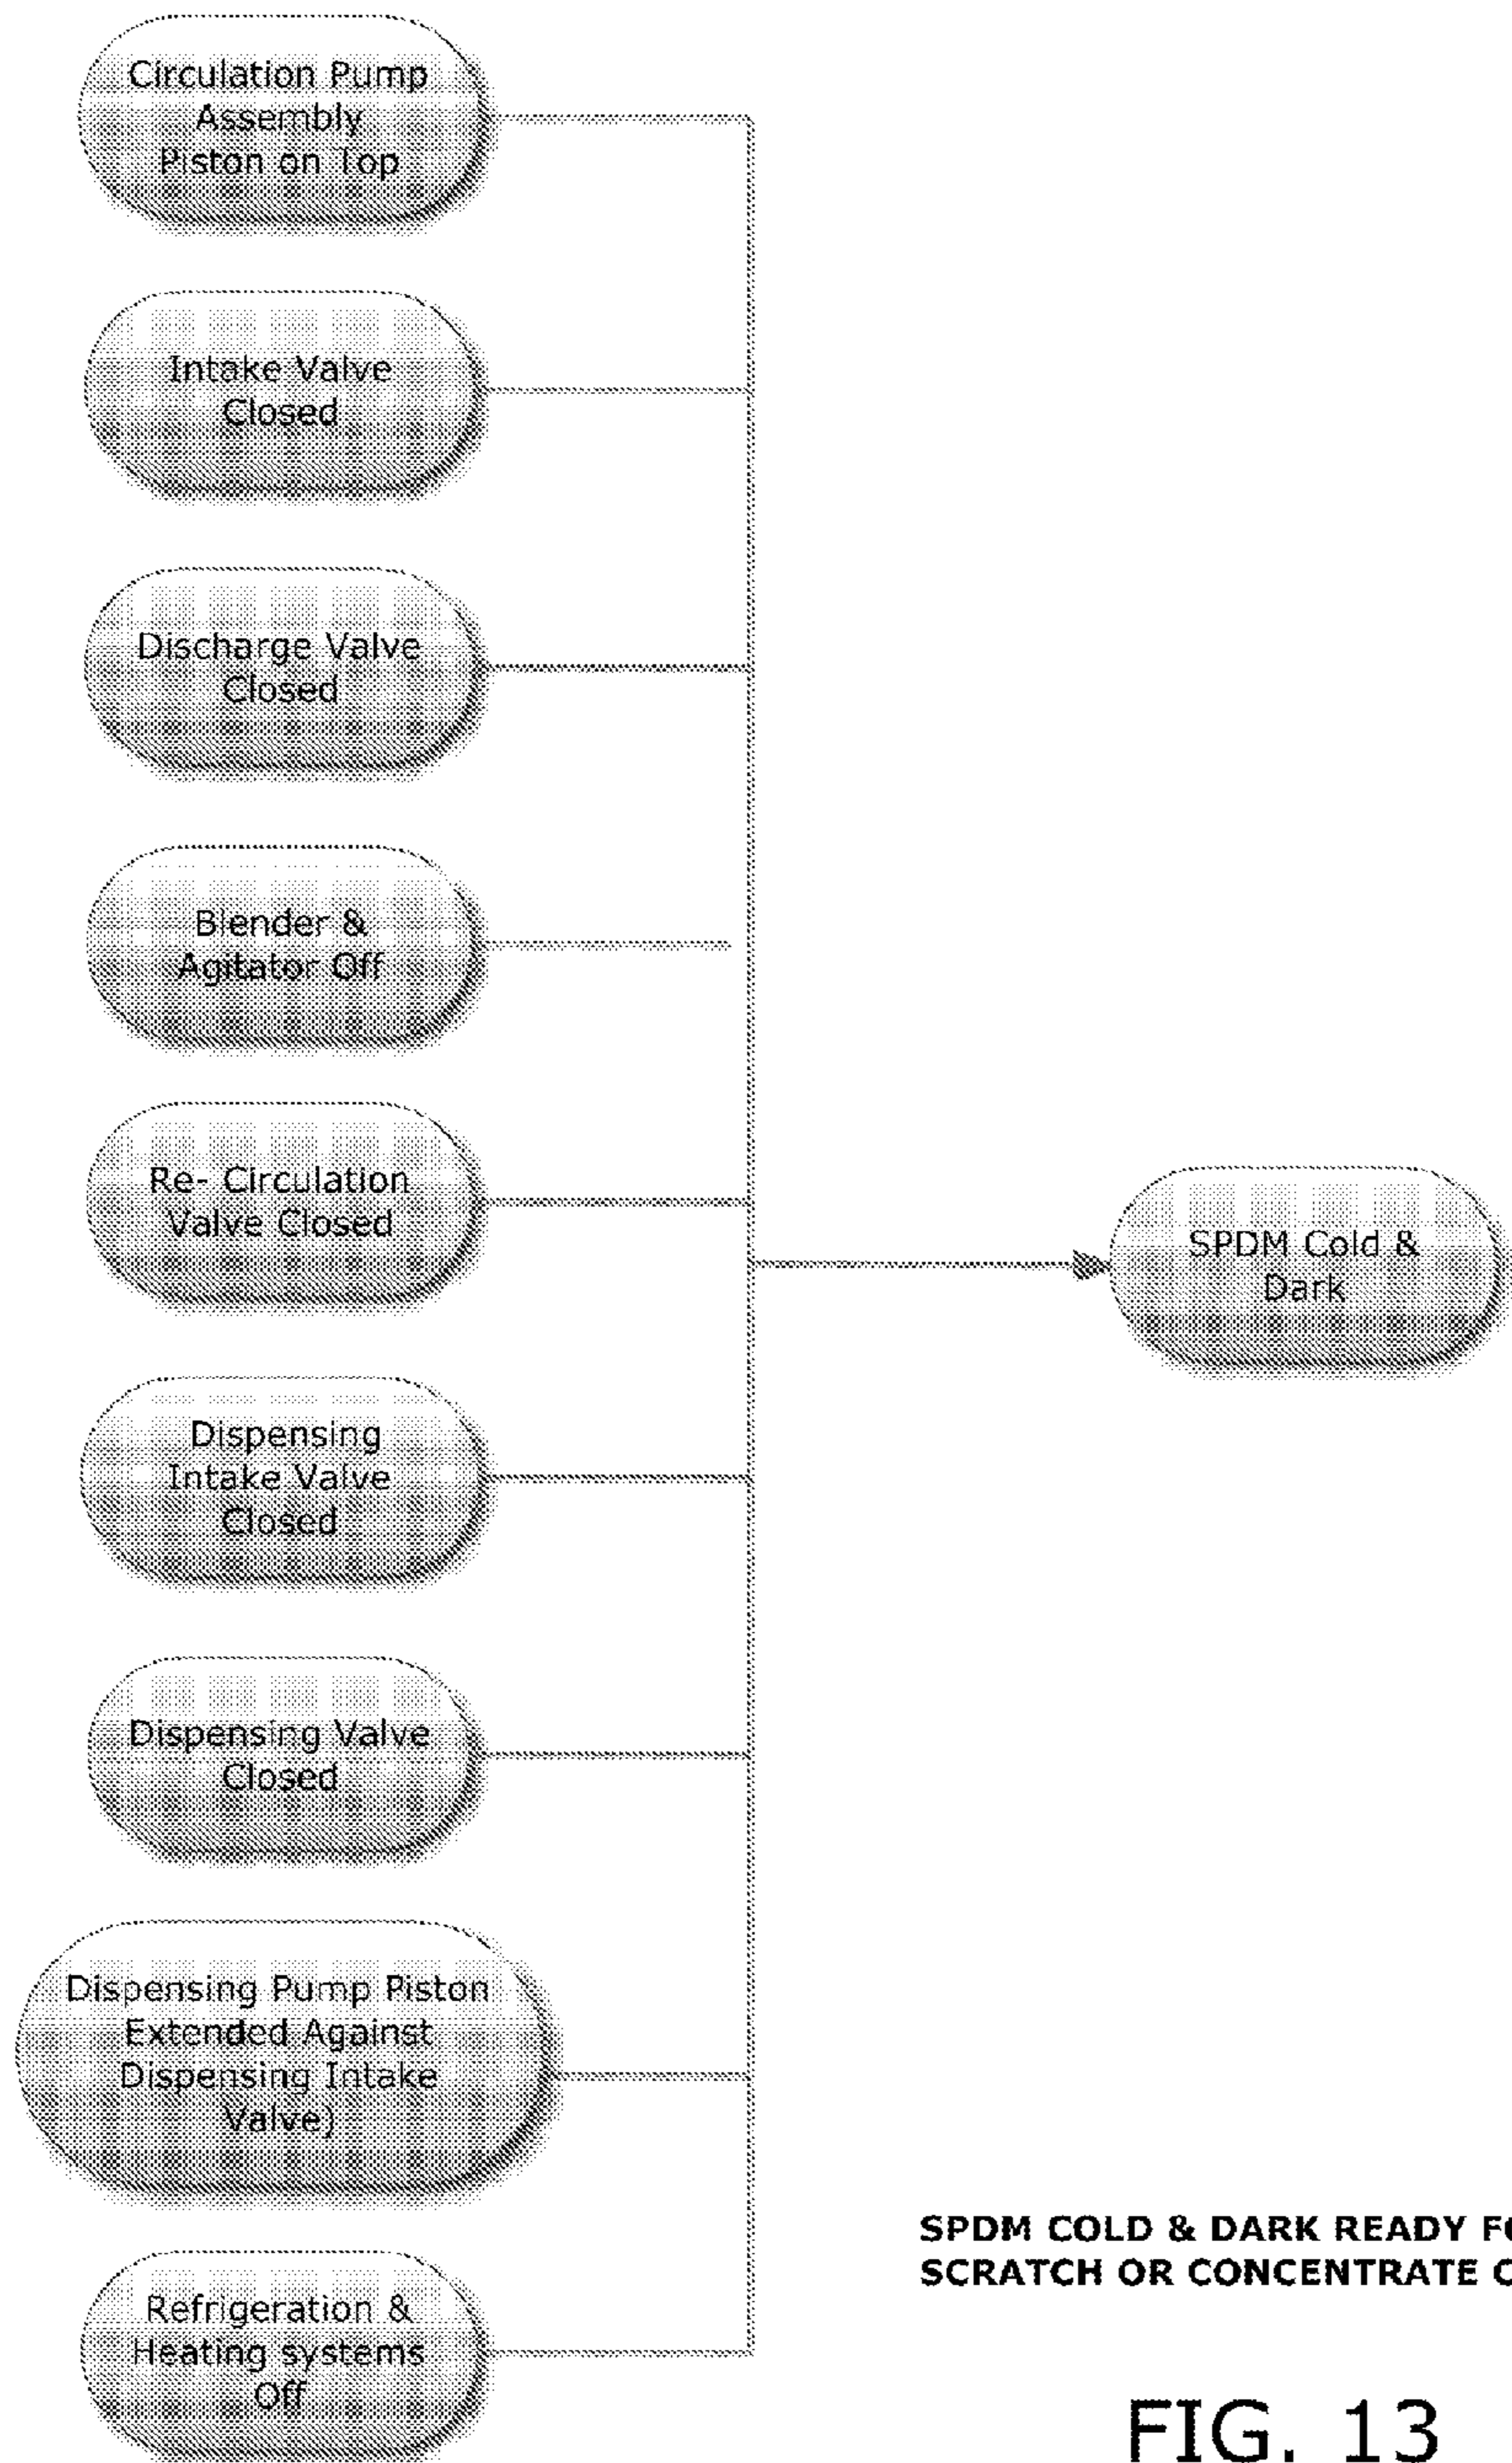 Circulation Pump
Assembly
Piston on Top
Intake Valve
Closed
Discharge Valve
Closed
Blender &
Agitator Off
Re- Circulation
Valve Closed
SPDM Cold &
Dark
Dispensing
Intake Valve
Closed
Dispensing Valve
Closed
Dispensing Pump Piston
Extended Against
Dispensing Intake
Valve)
Refrigeration &
Heating systems
Off
SPDM COLD & DARK READY
SCRATCH OR CONCENTRATE
FIG. 13